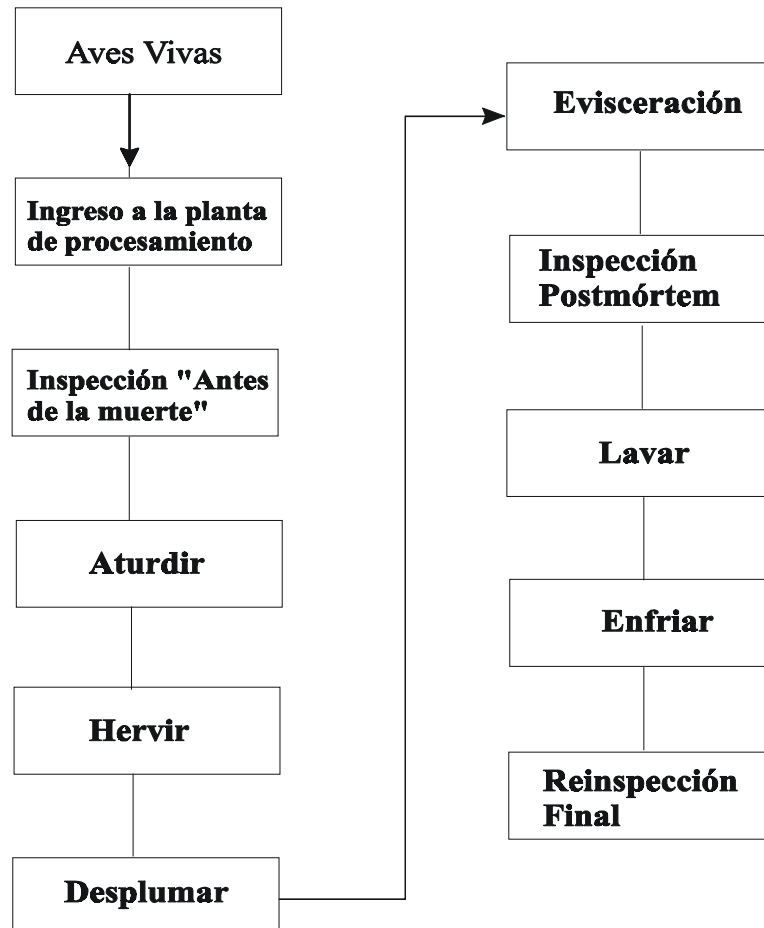 Aves Vivas
Ingreso a la planta
de procesamiento
Inspección "Antes
de la muerte"
Aturdir
Hervir
Desplumar
Evisceración
Inspección
Postmórtem
Lavar
Enfriar
Reinspección
Final